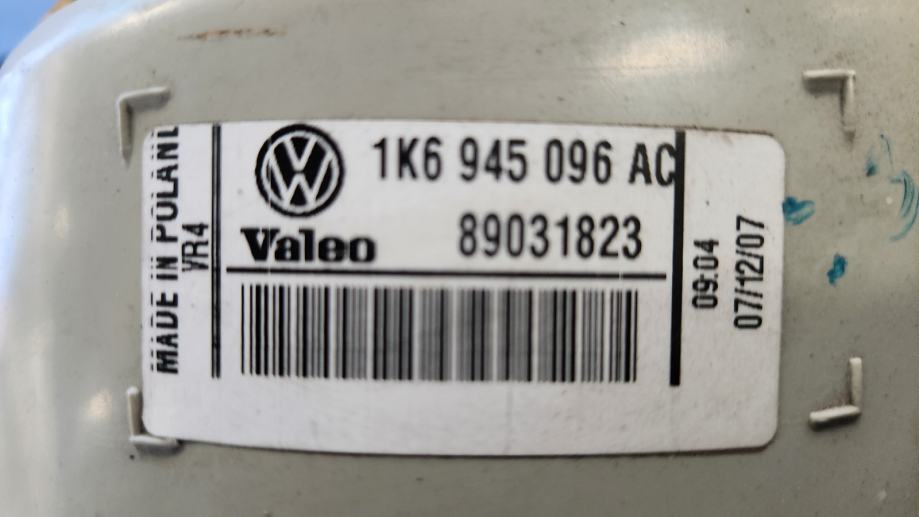 MADE IN POLAND
VR4
1K6 945 096 AC
Valeo
89031823
09:04
07/12/07